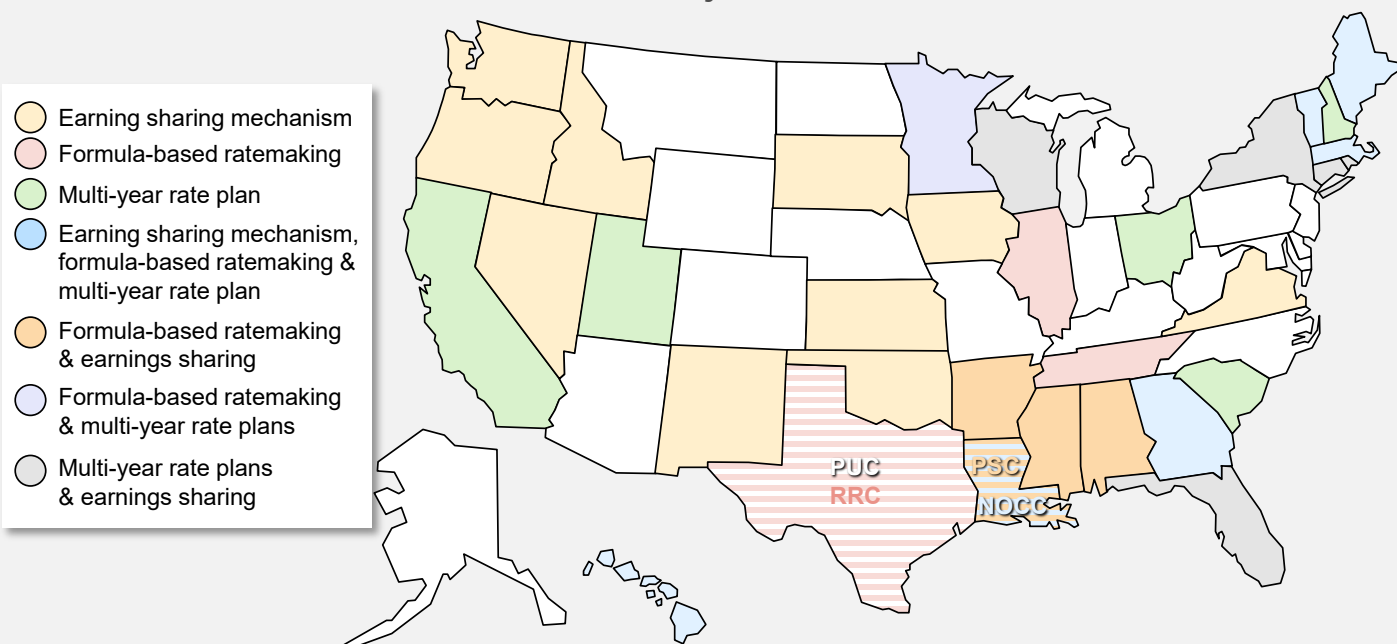 Earning sharing mechanism
Formula-based ratemaking
Multi-year rate plan
Earning sharing mechanism,
formula-based ratemaking &
multi-year rate plan
Formula-based ratemaking
& earnings sharing
Formula-based ratemaking
& multi-year rate plans
Multi-year rate plans
& earnings sharing
PUC
RRC
PSC
NOCC